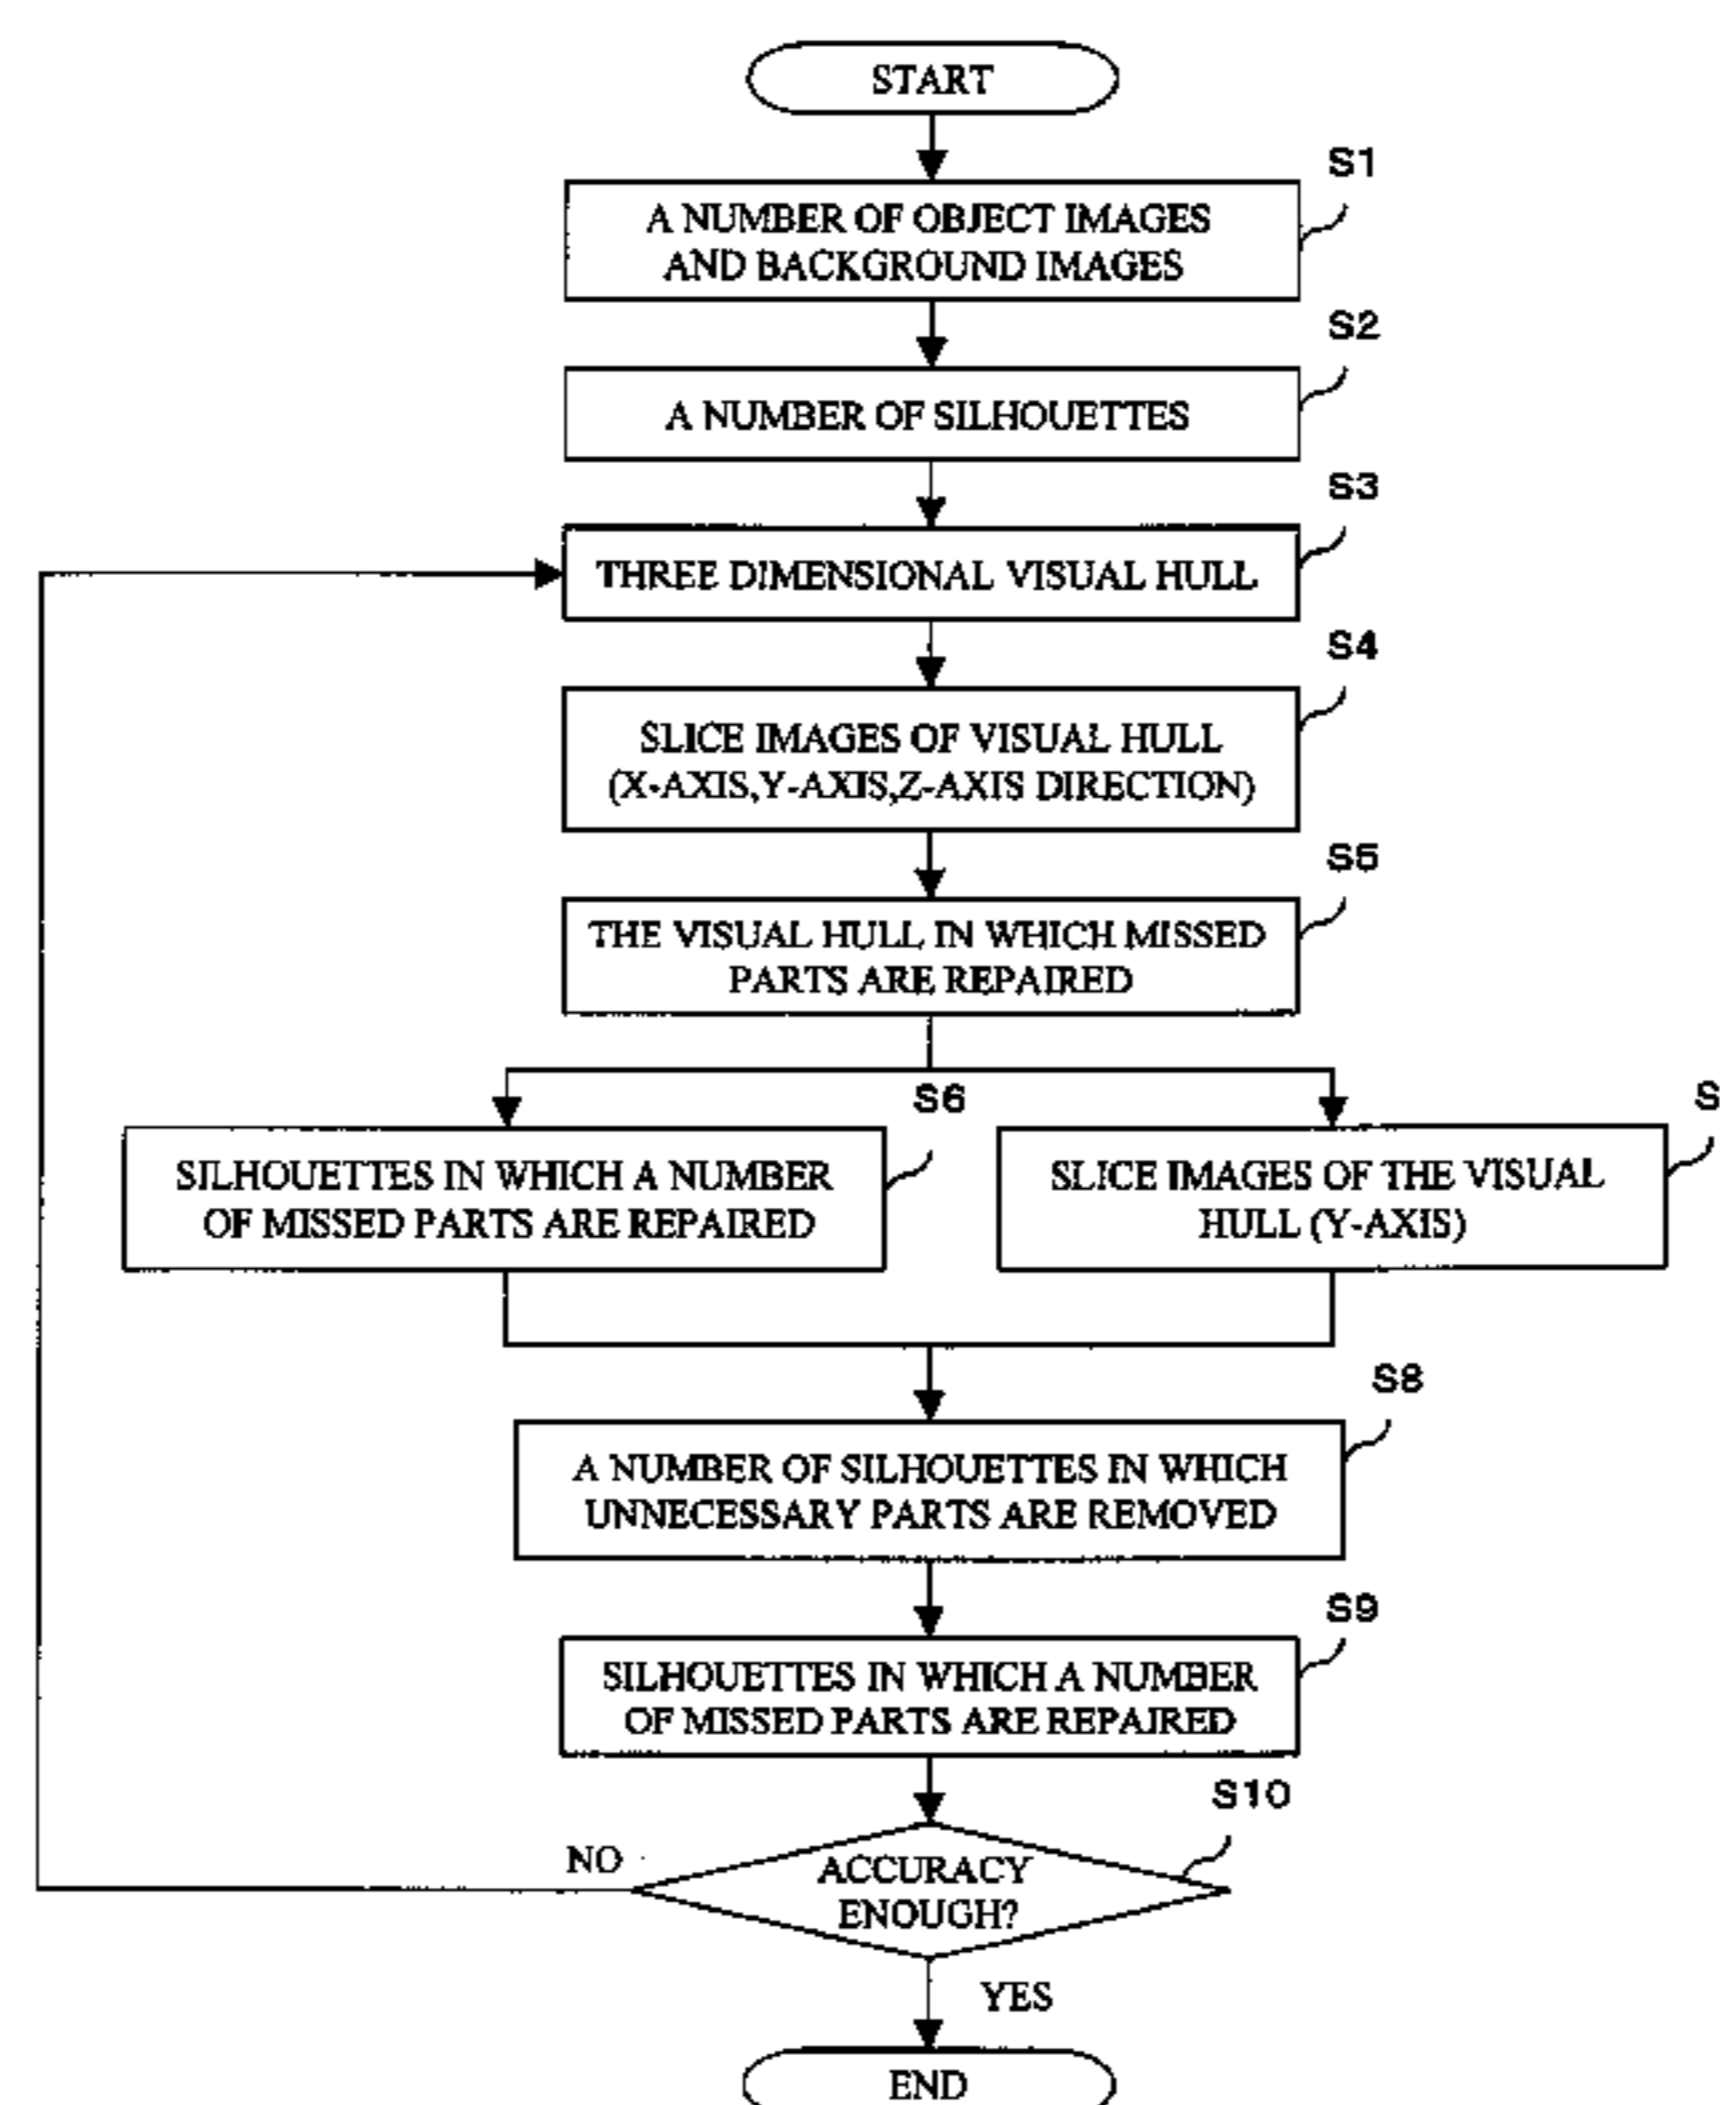 START
S1
A NUMBER OF OBJECT IMAGES
AND BACKGROUND IMAGES
S2
A NUMBER OF SILHOUETTES
S3
THREE DIMENSIONAL VISUAL HULL
S4
SLICE IMAGES OF VISUAL HULL
(X-AXIS,Y-AXIS,Z-AXIS DIRECTION)
S5
THE VISUAL HULL IN WHICH MISSED
PARTS ARE REPAIRED
S6
S
SILHOUETTES IN WHICH A NUMBER
OF MISSED PARTS ARE REPAIRED
SLICE IMAGES OF THE VISUAL
HULL (Y-AXIS)
S8
A NUMBER OF SILHOUETTES IN WHICH
UNNECESSARY PARTS ARE REMOVED
S9
SILHOUETTES IN WHICH A NUMBER
OF MISSED PARTS ARE REPAIRED
S10
NO
ACCURACY
ENOUGH?
YES
END